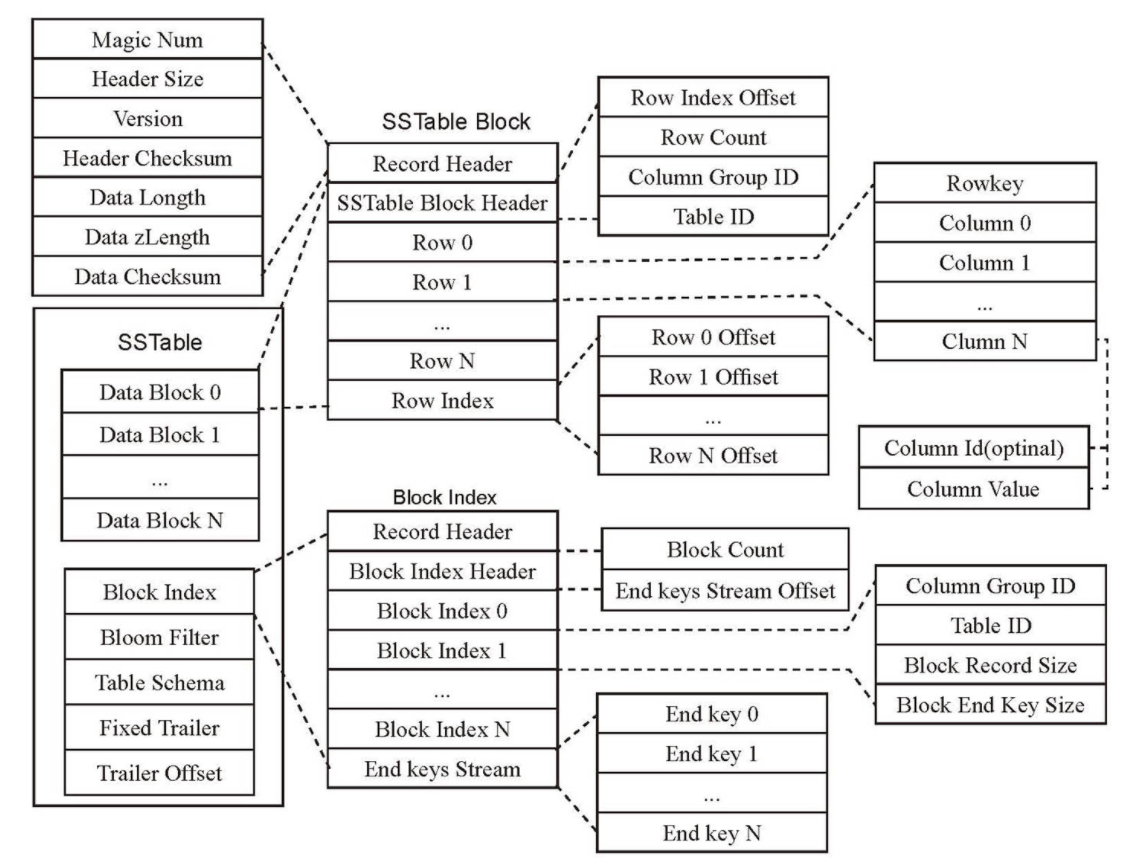 Magic Num
Header Size
Version
Header Checksum
Data Longth
Data zLength
Data Checksum
SSTable Block
Record Header
SSTable Block Header
Row 0
Row 1
...
Row N
Row Index
Row Index Offset
Row Count
Column Group ID
Table ID
Rowkey
Column 0
Column 1
...
Clumn N
Row 0 Offset
Row 1 Offiset
...
Row N Offset
Column Id(optinal)
Column Value
SSTable
Data Block 0
Data Block 1
...
Data Block N
Block Index
Bloom Filter
Table Schema
Fixed Trailer
Trailer Offset
Block Index
Record Header
Block Index Header
Block Index 0
Block Index 1
...
Block Index N
End keys Stream
Block Count
End keys Stream Offset
Column Group ID
Table ID
Block Record Size
Block End Key Size
End key 0
End key 1
...
End key N